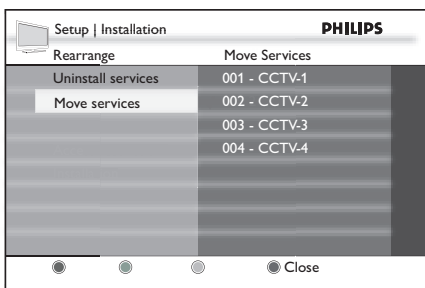 Setup | Installation
PHILIPS
Rearrange
Move Services
Uninstall services
001 - CCTV-1
Move services
002 - CCTV-2
003 - CCTV-3
004 - CCTV-4
Close